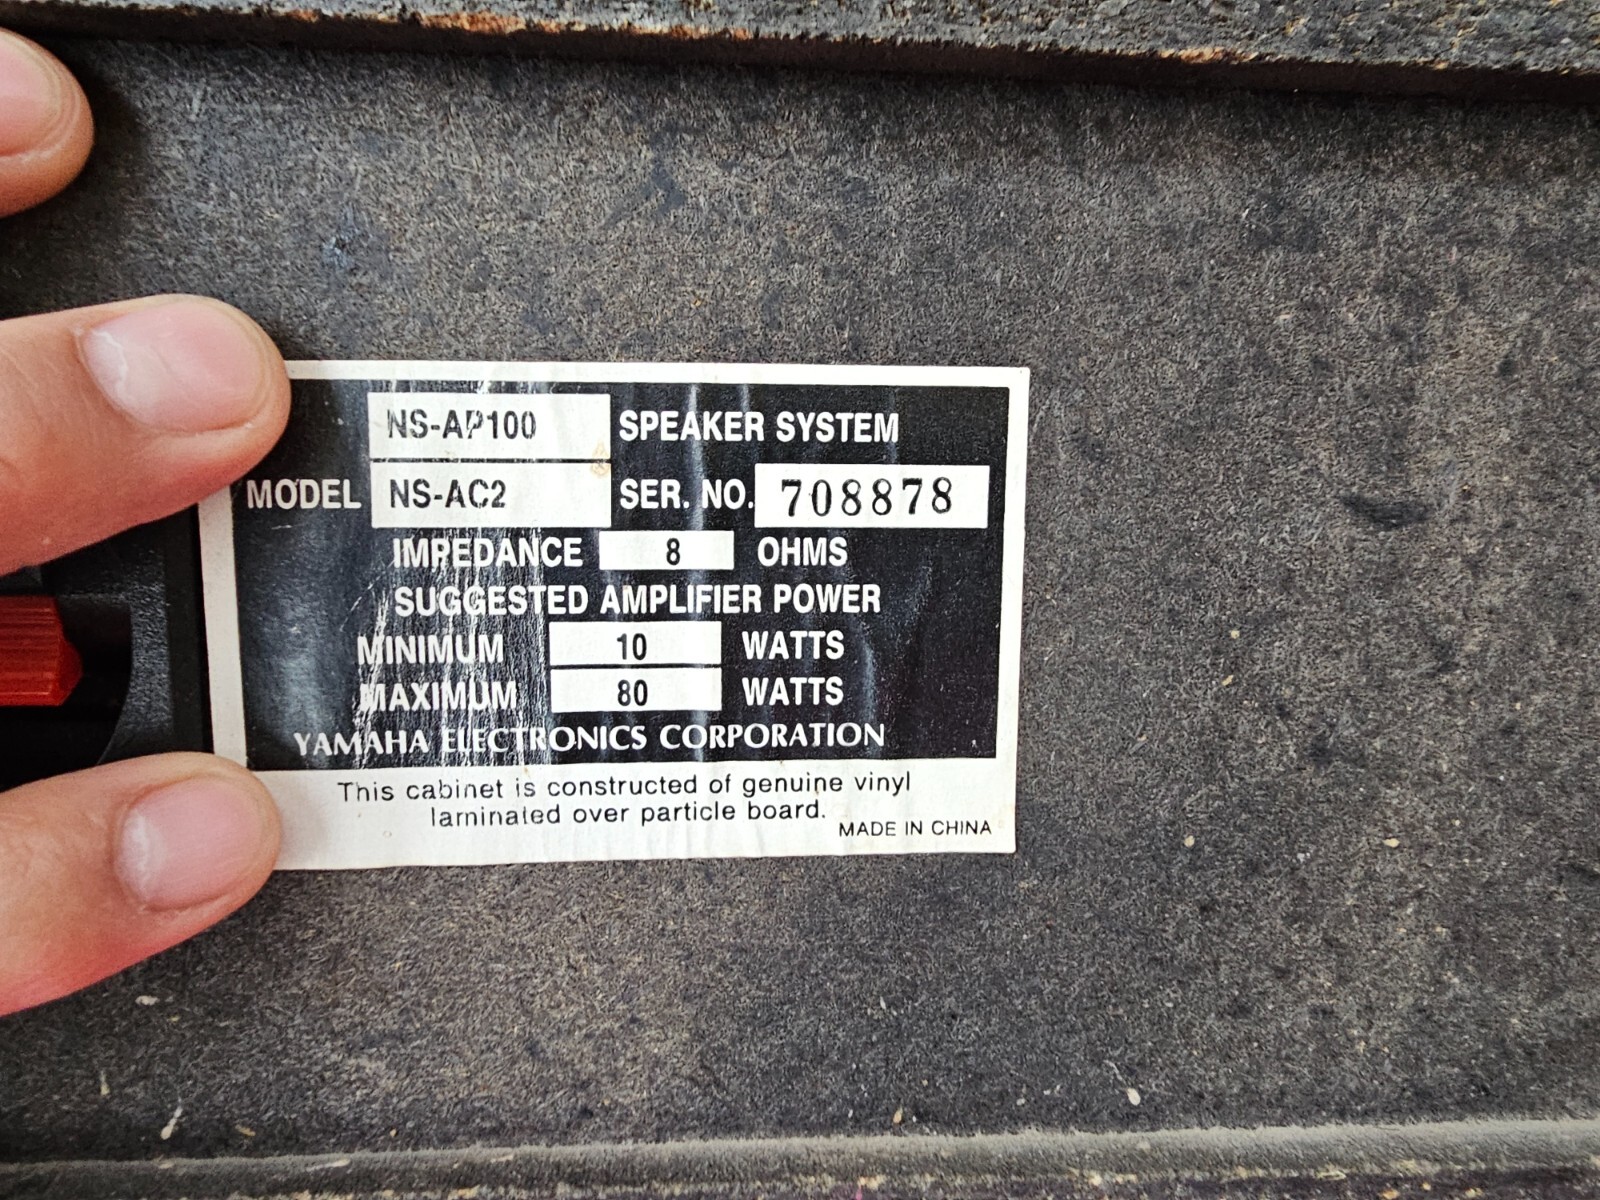 NS-AP100 SPEAKER SYSTEM
MODEL NS-AC2 SER. NO. 708878
IMPEDANCE 8 OHMS
SUGGESTED AMPLIFIER POWER
MINIMUM 10 WATTS
MAXIMUM 80 WATTS
YAMAHA ELECTRONICS CORPORATION
This cabinet is constructed of genuine vinyl
laminated over particle board.
MADE IN CHINA